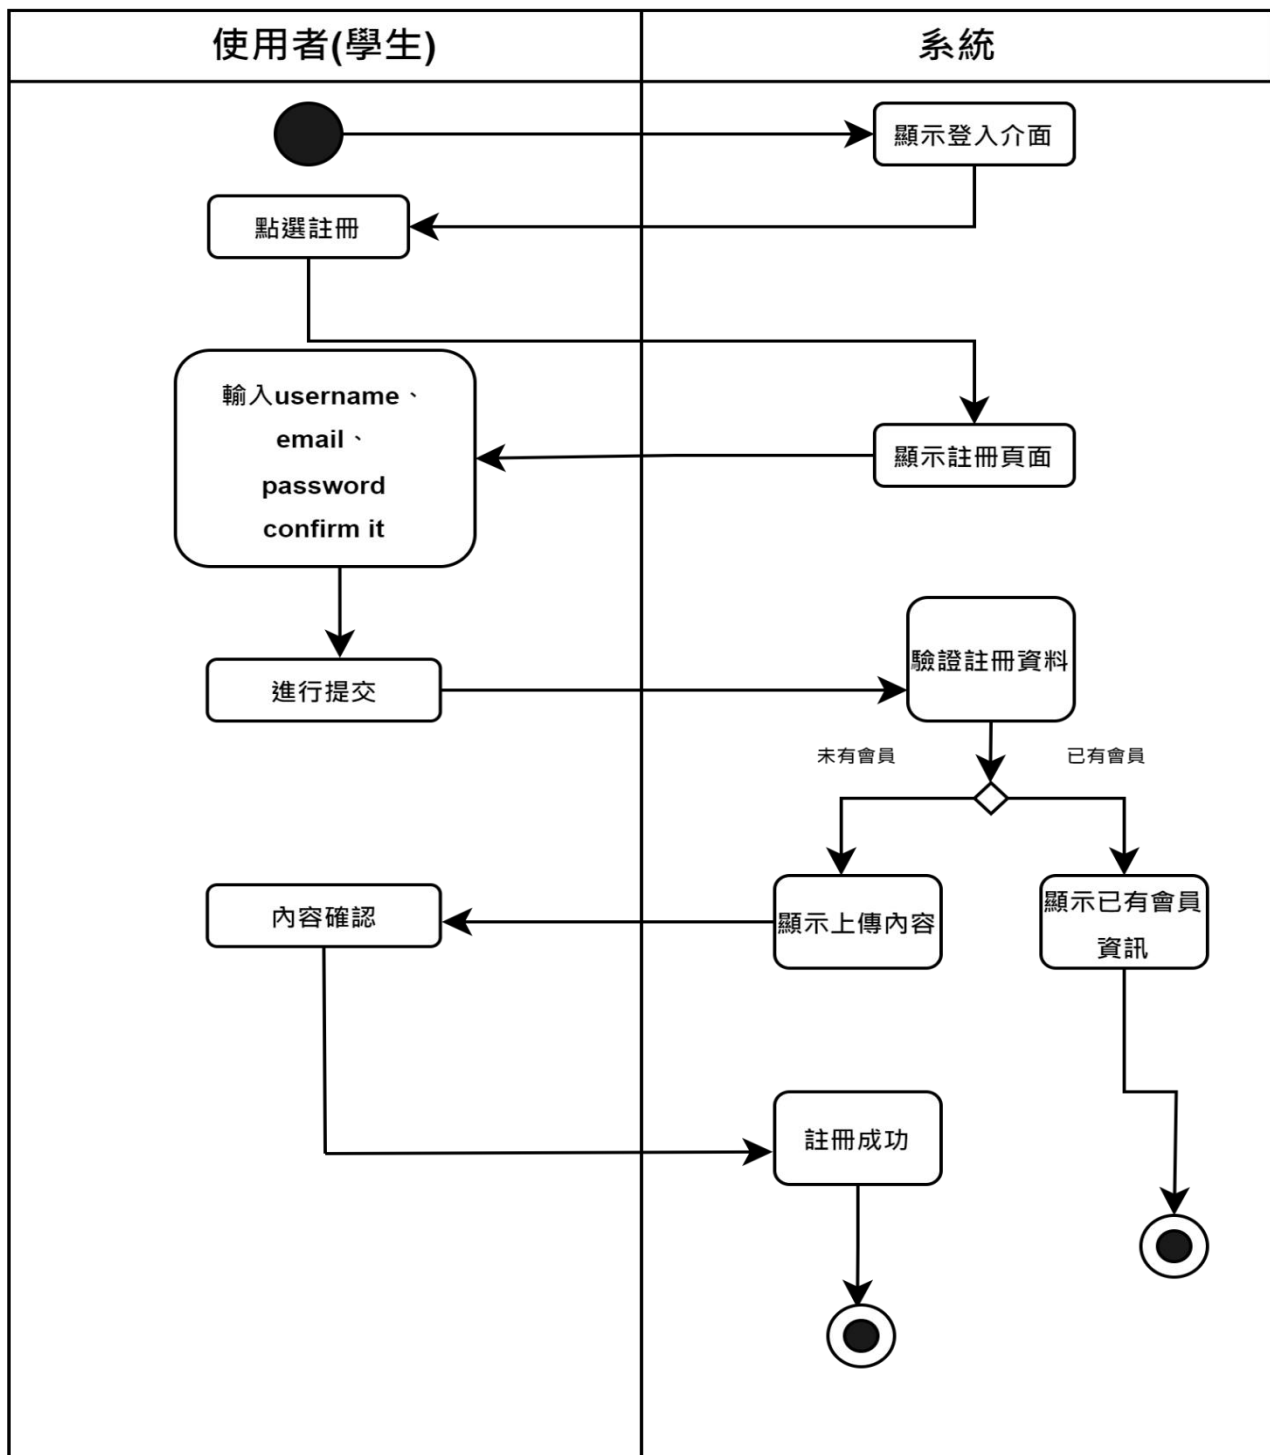 使用者(學生)
系統
顯示登入介面
點選註冊
輸入username、
email、
password
confirm it
顯示註冊頁面
驗證註冊資料
進行提交
未有會員
已有會員
內容確認
顯示上傳內容
顯示已有會員
資訊
註冊成功